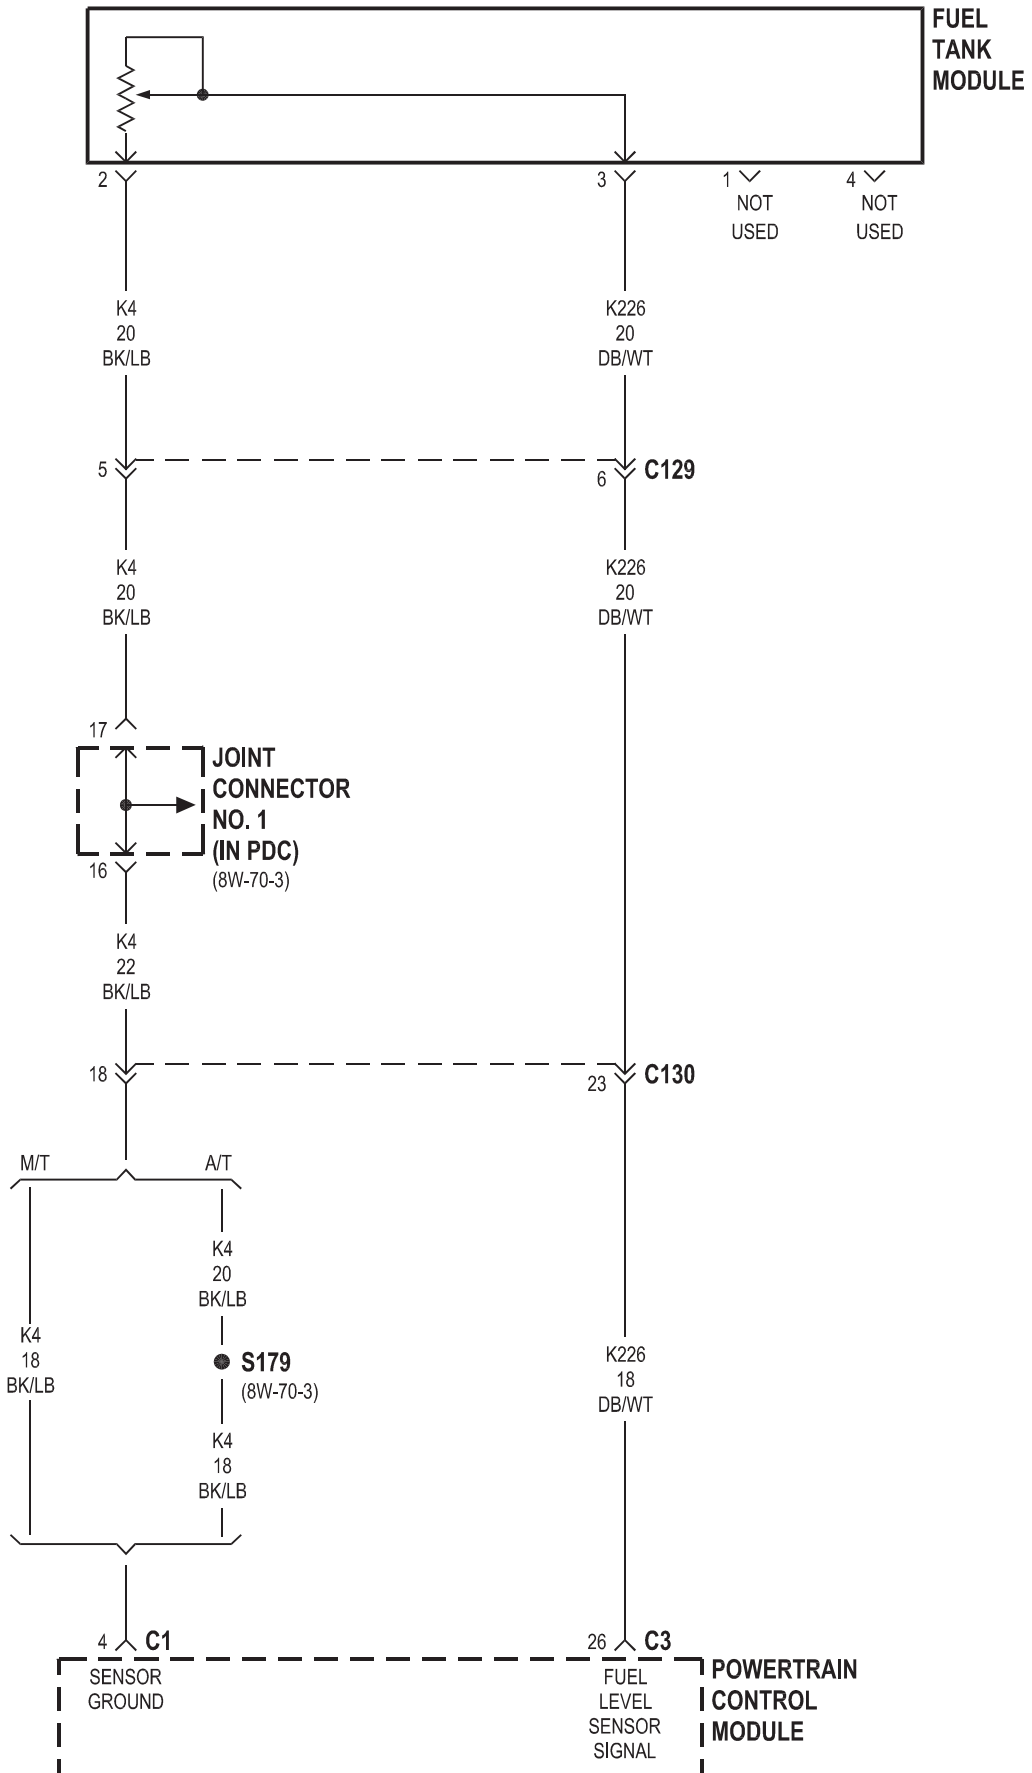 FUEL
TANK
MODULE
2
3
1
4
NOT
USED
NOT
USED
K4
20
BK/LB
K226
20
DB/WT
5
6
C129
K4
20
BK/LB
K226
20
DB/WT
17
JOINT
CONNECTOR
NO. 1
(IN PDC)
(8W-70-3)
16
K4
22
BK/LB
18
23
C130
M/T
A/T
K4
20
BK/LB
K4
18
BK/LB
S179
(8W-70-3)
K226
18
DB/WT
K4
18
BK/LB
4
C1
26
C3
SENSOR
GROUND
FUEL
LEVEL
SENSOR
SIGNAL
POWERTRAIN
CONTROL
MODULE